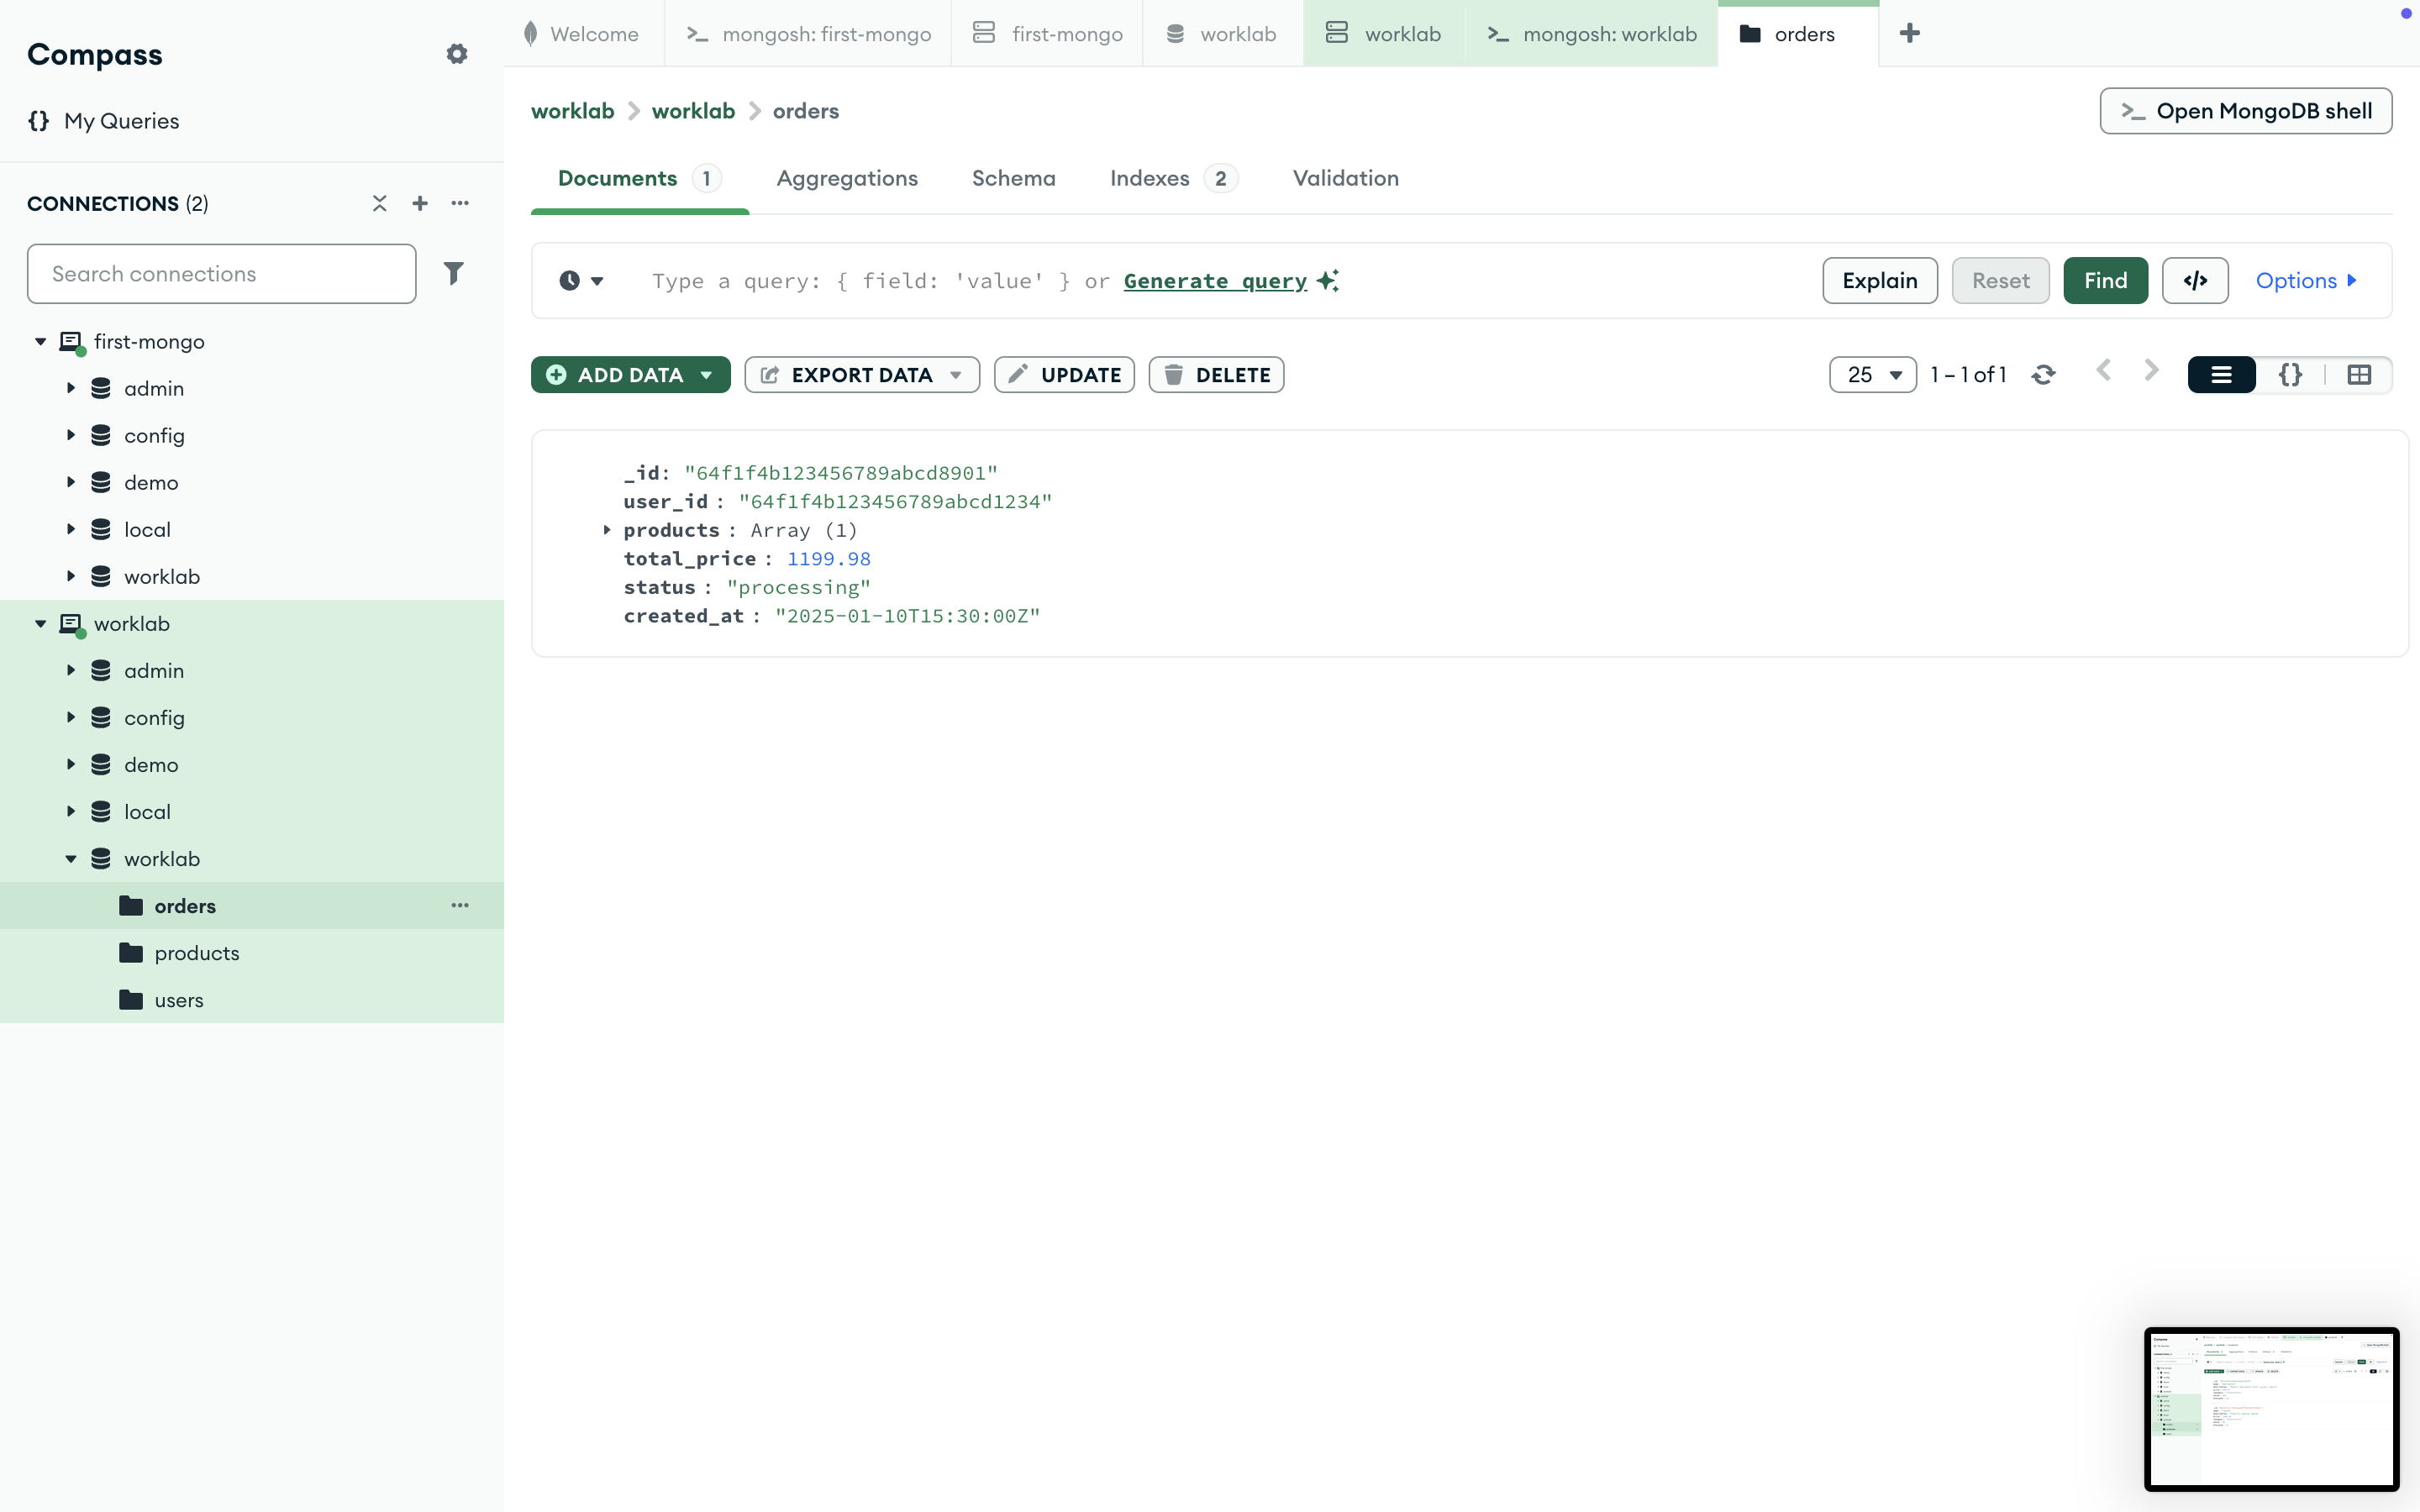 Compass
My Queries
CONNECTIONS (2)
Search connections
first-mongo
admin
config
demo
local
worklab
worklab
admin
config
demo
local
worklab
orders
products
users
Welcome
mongosh: first-mongo
first-mongo
worklab
worklab
mongosh: worklab
orders
worklab > worklab > orders
Open MongoDB shell
Documents 1 Aggregations Schema Indexes 2 Validation
Type a query: { field: 'value' } or Generate query
Explain Reset Find </> Options
ADD DATA EXPORT DATA UPDATE DELETE
25 1 – 1 of 1 {}
_id: "64f1f4b123456789abcd8901"
user_id : "64f1f4b123456789abcd1234"
products : Array (1)
total_price : 1199.98
status : "processing"
created_at : "2025-01-10T15:30:00Z"